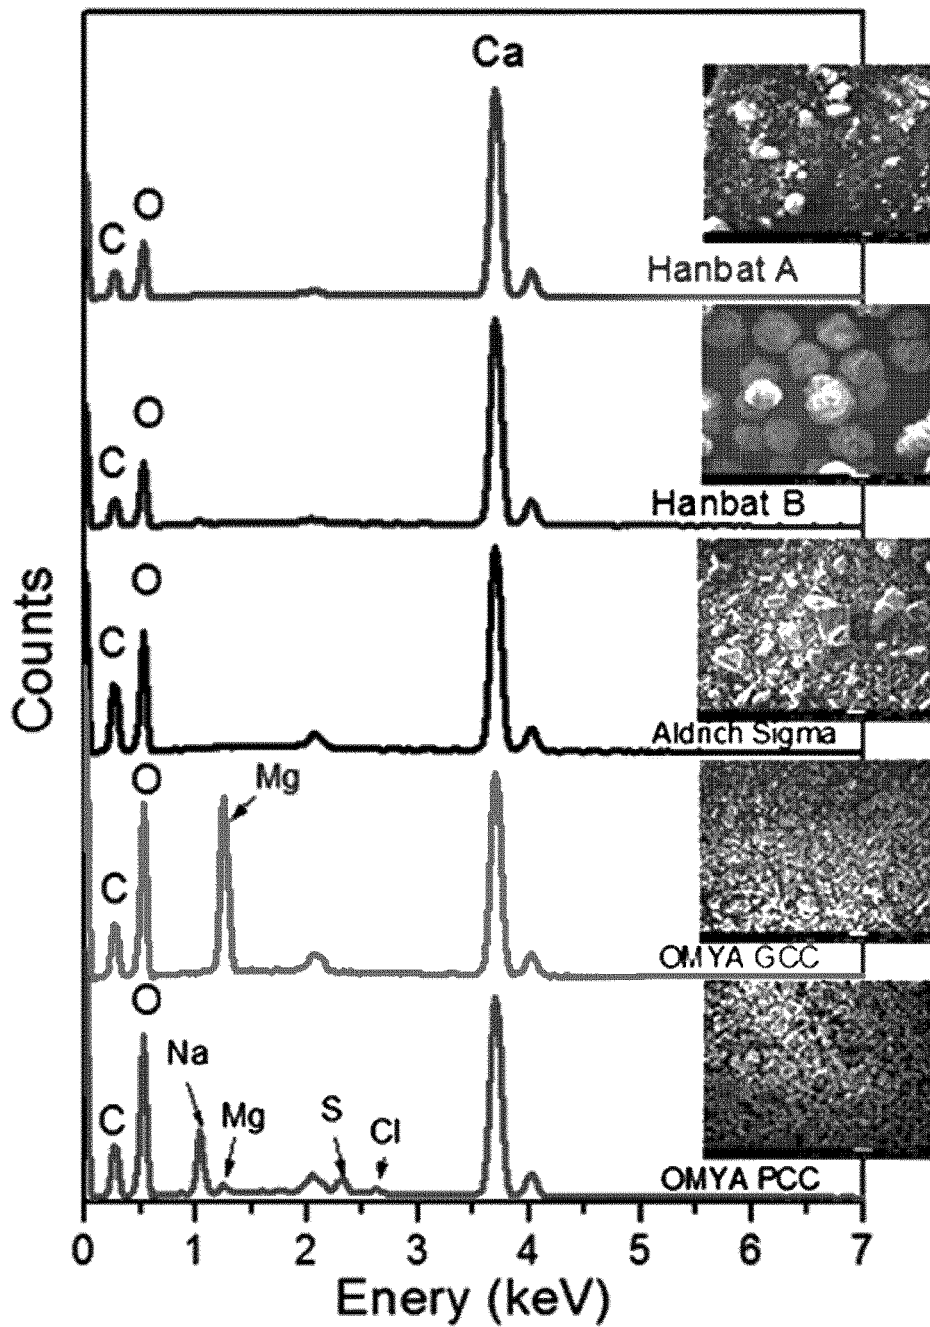 Ca
O
C
Hanbat A
O
C
Hanbat B
O
C
Aldrich Sigma
O
Mg
C
OMYA GCC
O
Na
C
Mg
S
Cl
OMYA PCC
Counts
0 1 2 3 4 5 6 7
Enery (keV)